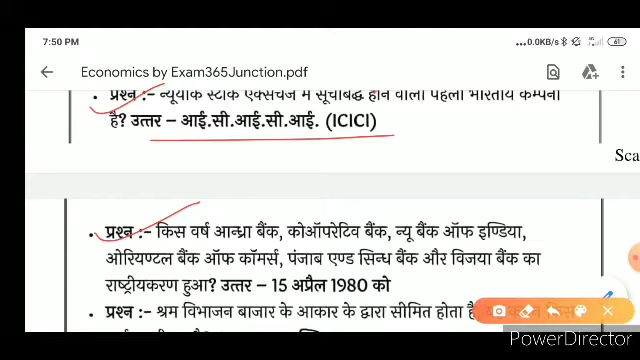 7:50 PM
...0.0KB/s
61
Economics by Exam365Junction.pdf
• प्रश्न :- न्यूयार्क स्टाक एक्सचेंज में सूचीबद्ध होने वाली पहली भारतीय कम्पनी
है? उत्तर – आई.सी.आई.सी.आई. (ICICI)
Sca
• प्रश्न :- किस वर्ष आन्ध्रा बैंक, कोऑपरेटिव बैंक, न्यू बैंक ऑफ इण्डिया,
ओरियण्टल बैंक ऑफ कॉमर्स, पंजाब एण्ड सिन्ध बैंक और विजया बैंक का
राष्ट्रीयकरण हुआ? उत्तर – 15 अप्रैल 1980 को
• प्रश्न :- श्रम विभाजन बाजार के आकार के द्वारा सीमित होता है,
PowerDirector